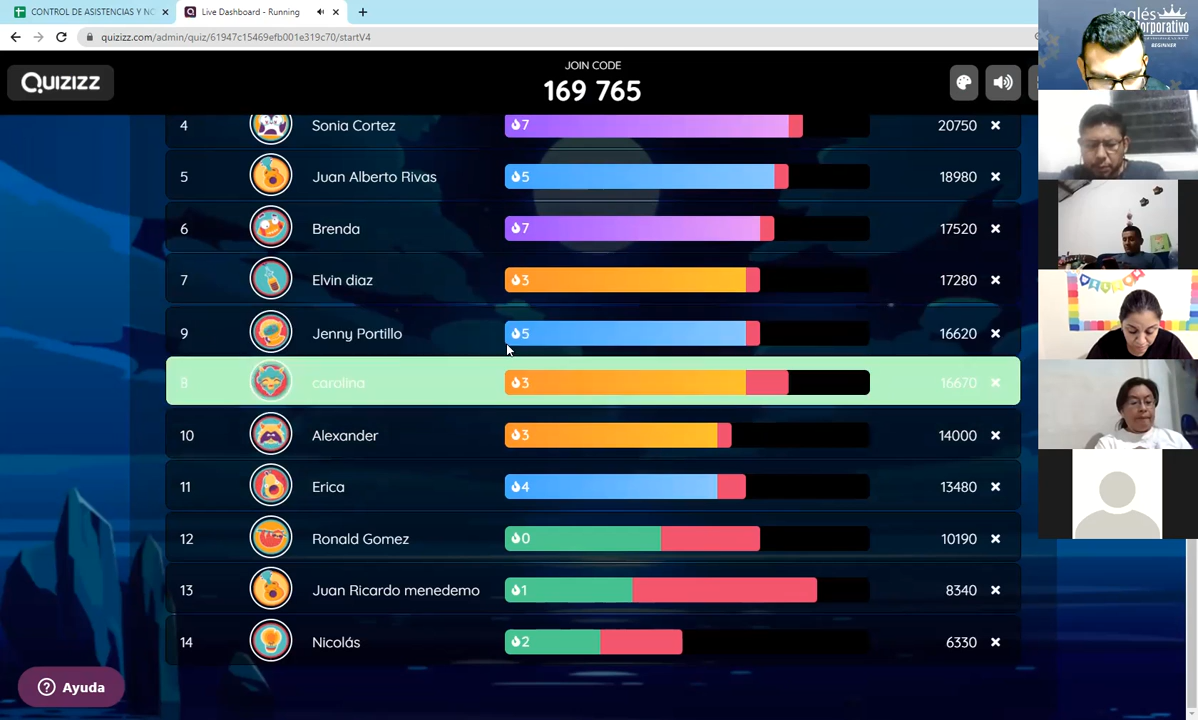 CONTROL DE ASISTENCIAS Y NO
Live Dashboard - Running
quizizz.com/admin/quiz/61947c15469efb001e319c70/startV4
Quizizz
JOIN CODE
169 765
4 Sonia Cortez 7 20750
5 Juan Alberto Rivas 5 18980
6 Brenda 7 17520
7 Elvin diaz 3 17280
9 Jenny Portillo 5 16620
8 carolina 3 16670
10 Alexander 3 14000
11 Erica 4 13480
12 Ronald Gomez 0 10190
13 Juan Ricardo menedemo 1 8340
14 Nicolás 2 6330
Ayuda
Inglés
orporativo
BEGINNER